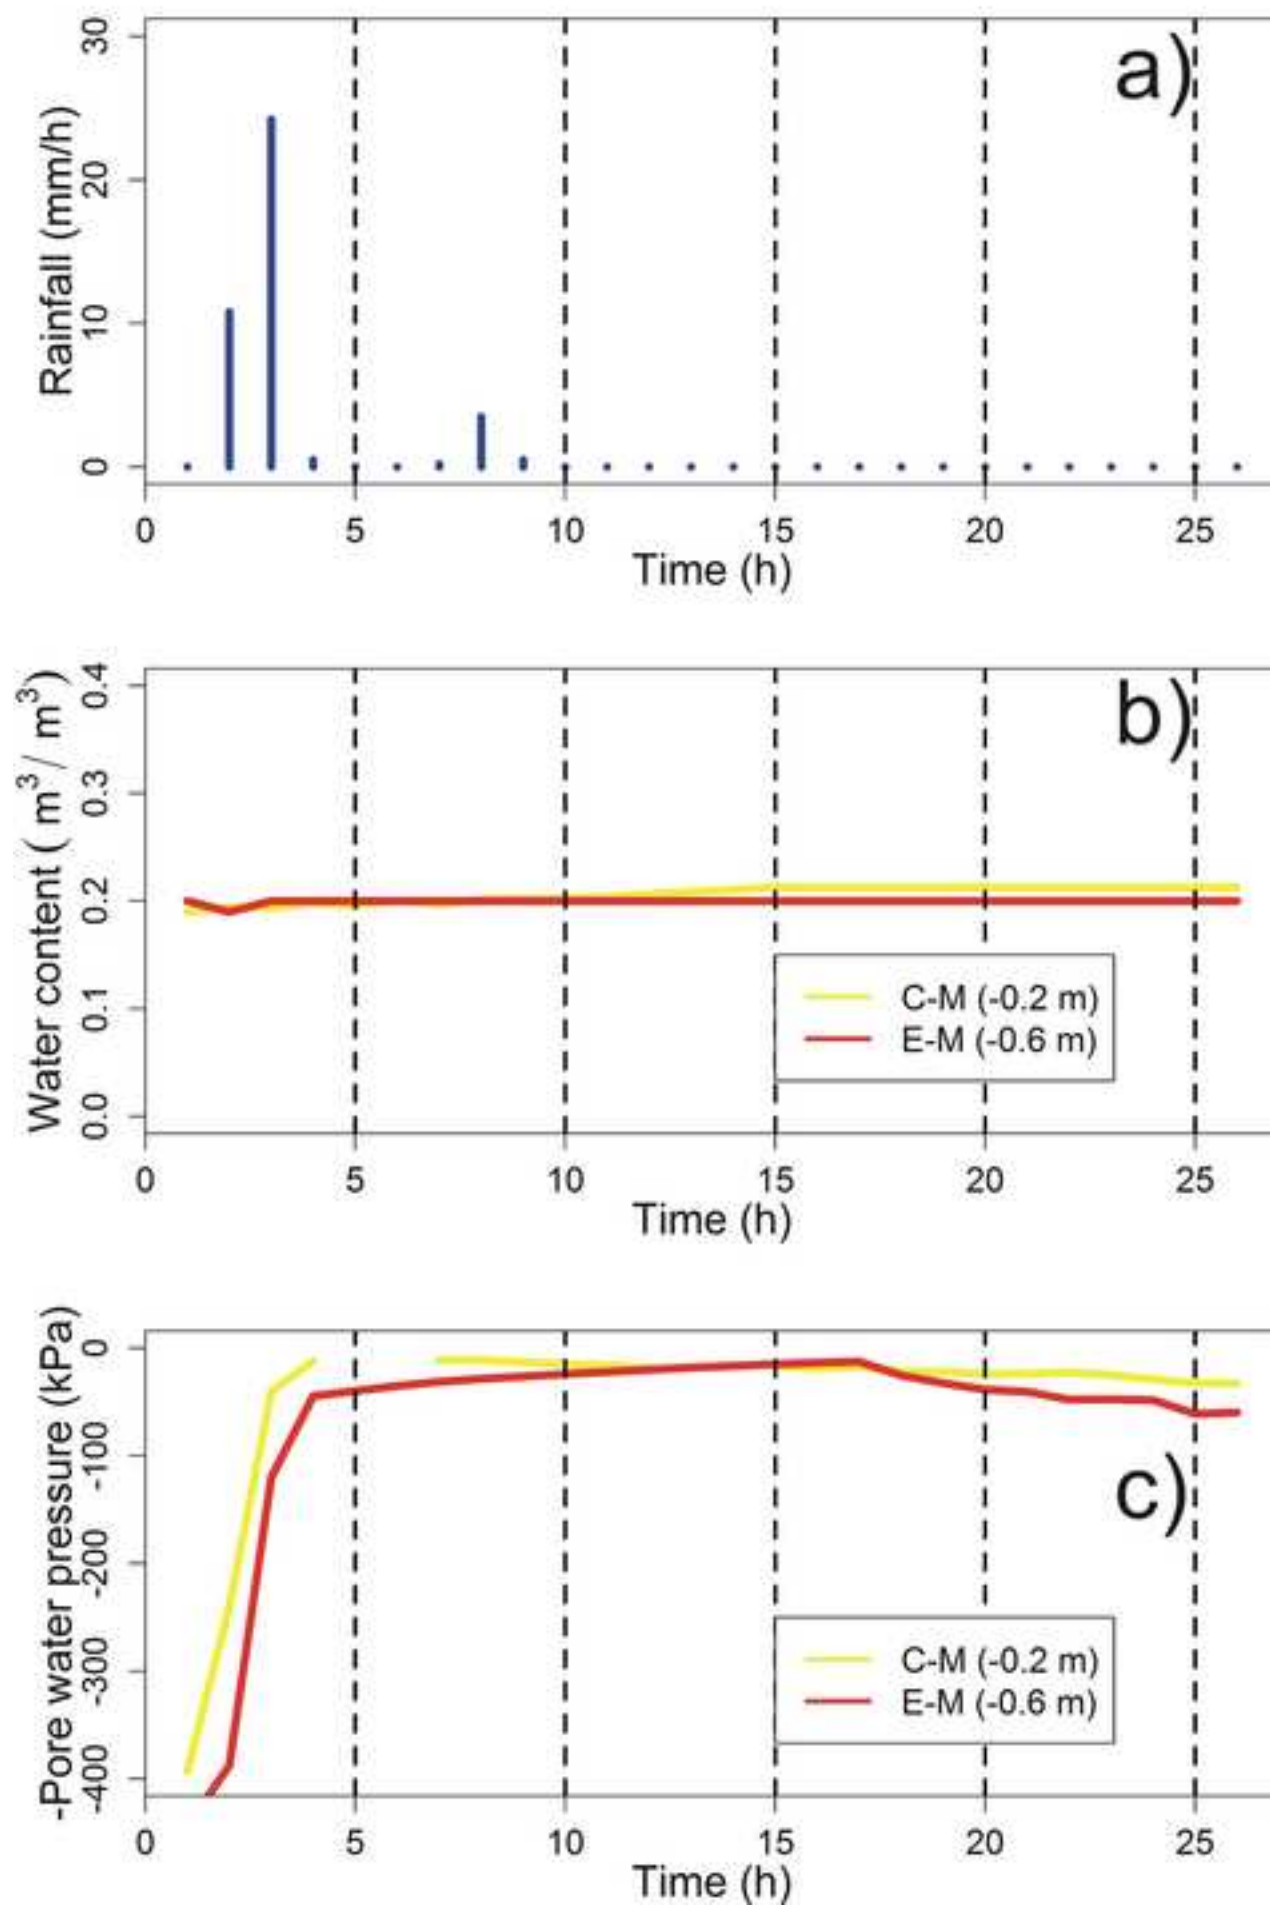 a)
Rainfall (mm/h)
30
20
10
0
0 5 10 15 20 25
Time (h)
b)
Water content ( m³ / m³)
0.4
0.3
0.2
0.1
0.0
C-M (-0.2 m)
E-M (-0.6 m)
0 5 10 15 20 25
Time (h)
c)
-Pore water pressure (kPa)
0
-100
-200
-300
-400
C-M (-0.2 m)
E-M (-0.6 m)
0 5 10 15 20 25
Time (h)